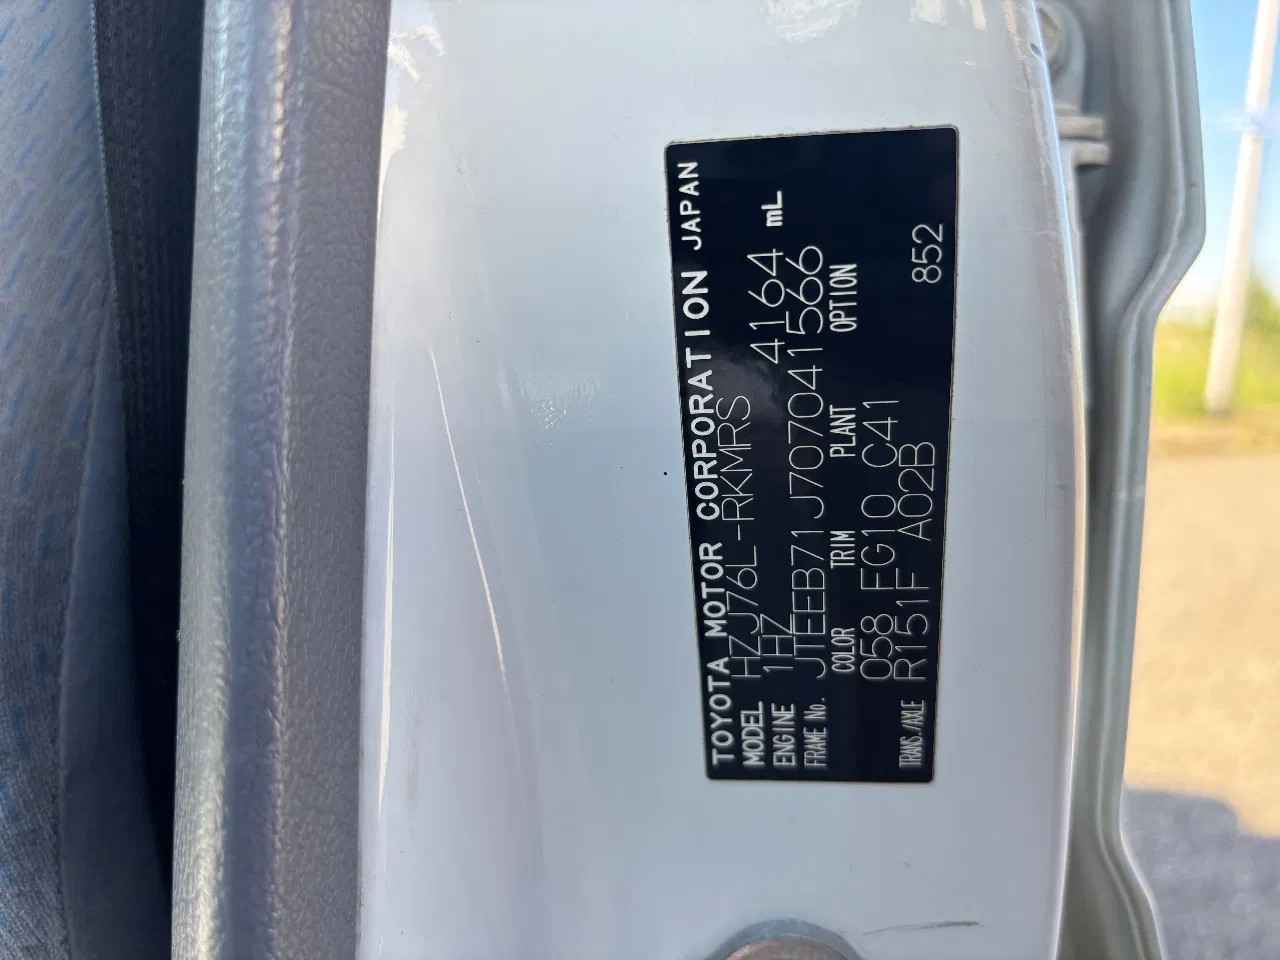 TOYOTA MOTOR CORPORATION JAPAN
MODEL HZJ76L-RKMRS
ENGINE 1HZ 4164 mL
FRAME No. JTEEB71J707041566
COLOR TRIM PLANT OPTION
058 FG10 C41
TRANS./AXLE R151F A02B 852